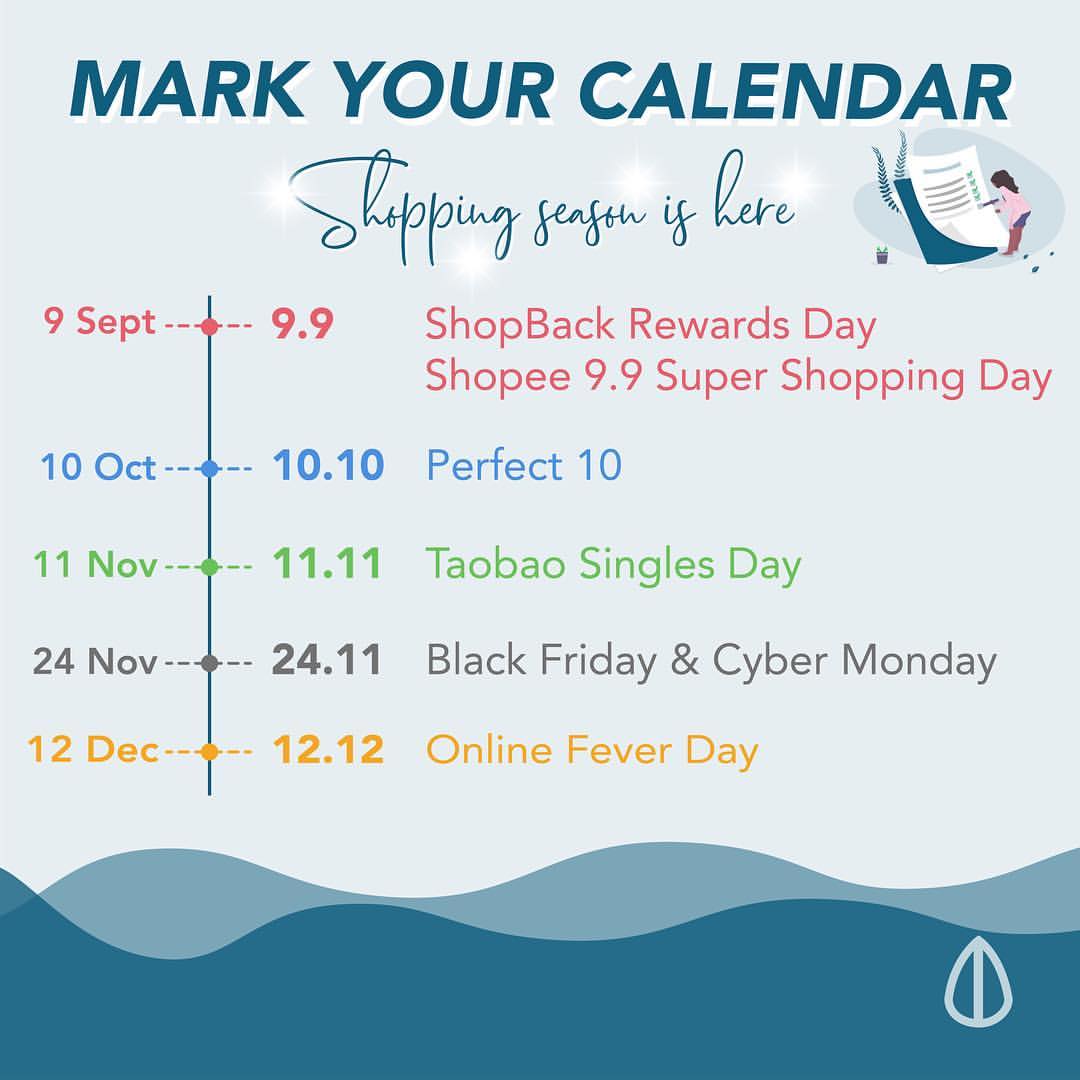 MARK YOUR CALENDAR
Shopping season is here
9 Sept 9.9 ShopBack Rewards Day
Shopee 9.9 Super Shopping Day
10 Oct 10.10 Perfect 10
11 Nov 11.11 Taobao Singles Day
24 Nov 24.11 Black Friday & Cyber Monday
12 Dec 12.12 Online Fever Day